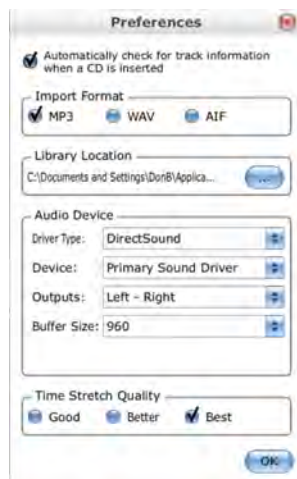 Preferences
Automatically check for track information
when a CD is inserted
Import Format
MP3 WAV AIF
Library Location
C:\Documents and Settings\DonB\Applica... ...
Audio Device
Driver Type: DirectSound
Device: Primary Sound Driver
Outputs: Left - Right
Buffer Size: 960
Time Stretch Quality
Good Better Best
OK